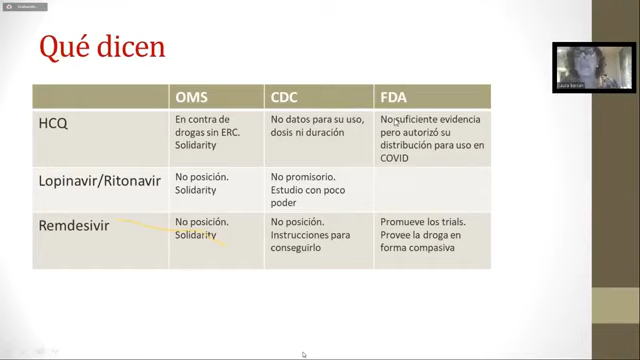 Qué dicen
OMS CDC FDA
HCQ
En contra de
drogas sin ERC.
Solidarity
No datos para su uso,
dosis ni duración
No suficiente evidencia
pero autorizó su
distribución para uso en
COVID
Lopinavir/Ritonavir
No posición.
Solidarity
No promisorio.
Estudio con poco
poder
Remdesivir
No posición.
Solidarity
No posición.
Instrucciones para
conseguirlo
Promueve los trials.
Provee la droga en
forma compasiva